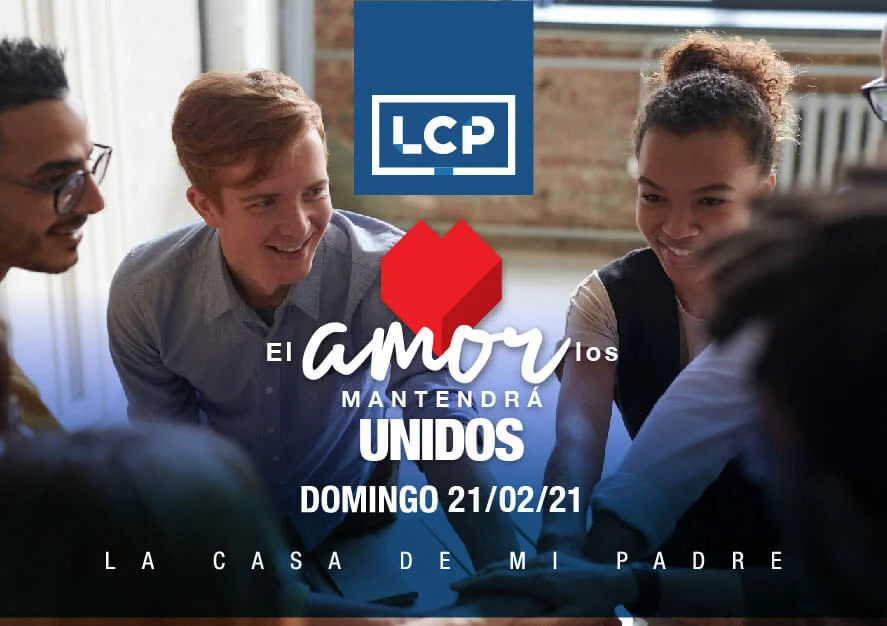 LCP
El amor los
MANTENDRÁ
UNIDOS
DOMINGO 21/02/21
LA CASA DE MI PADRE